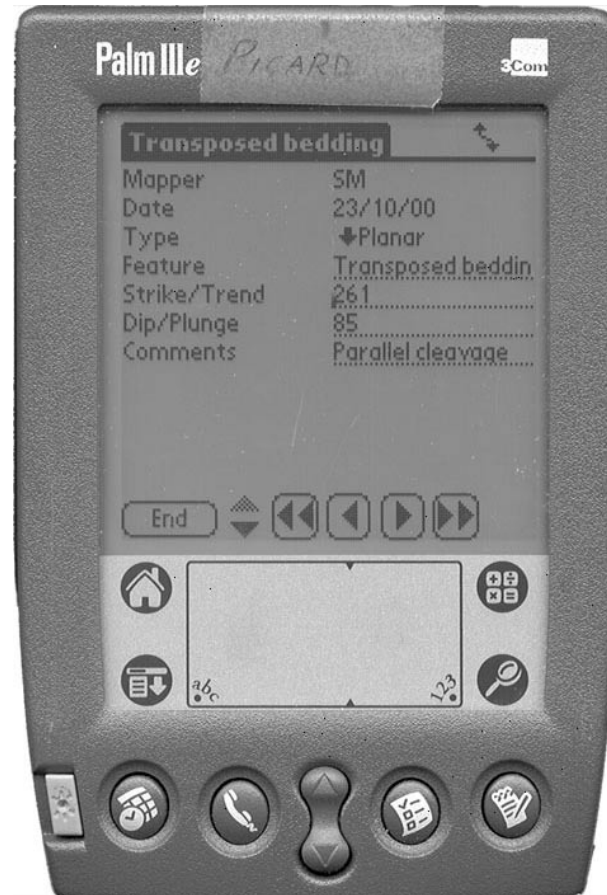 Palm IIIe PICARD 3Com
Transposed bedding
Mapper SM
Date 23/10/00
Type Planar
Feature Transposed beddin
Strike/Trend 261
Dip/Plunge 85
Comments Parallel cleavage
End
abc 123